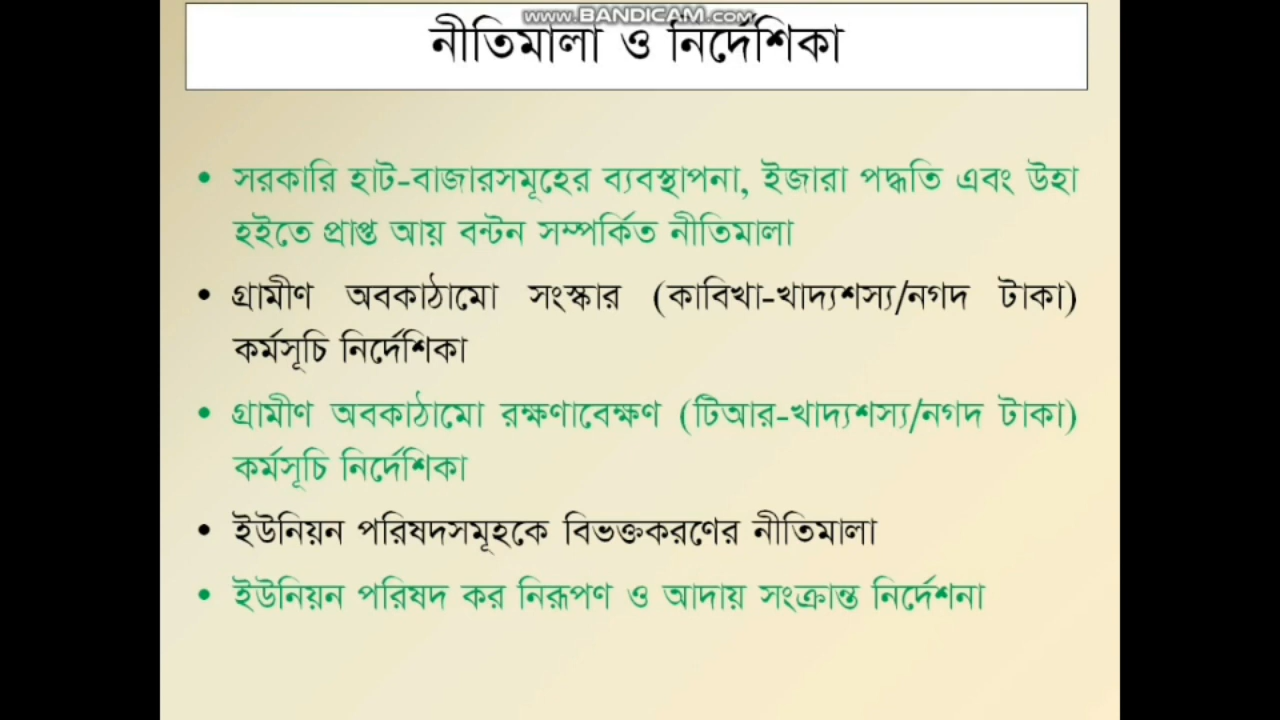 www.BANDICAM.com
নীতিমালা ও নির্দেশিকা
• সরকারি হাট-বাজারসমূহের ব্যবস্থাপনা, ইজারা পদ্ধতি এবং উহা
হইতে প্রাপ্ত আয় বন্টন সম্পর্কিত নীতিমালা
• গ্রামীণ অবকাঠামো সংস্কার (কাবিখা-খাদ্যশস্য/নগদ টাকা)
কর্মসূচি নির্দেশিকা
• গ্রামীণ অবকাঠামো রক্ষণাবেক্ষণ (টিআর-খাদ্যশস্য/নগদ টাকা)
কর্মসূচি নির্দেশিকা
• ইউনিয়ন পরিষদসমূহকে বিভক্তকরণের নীতিমালা
• ইউনিয়ন পরিষদ কর নিরূপণ ও আদায় সংক্রান্ত নির্দেশনা